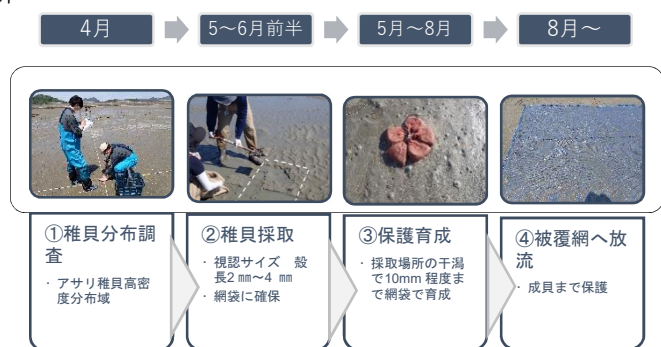 4月
5～6月前半
5月～8月
8月～
①稚貝分布調
査
・ アサリ稚貝高密
度分布域
②稚貝採取
・ 視認サイズ　殻
長2 ㎜～4 ㎜
・ 網袋に確保
③保護育成
・ 採取場所の干潟
で10mm 程度ま
で網袋で育成
④被覆網へ放
流
・ 成貝まで保護